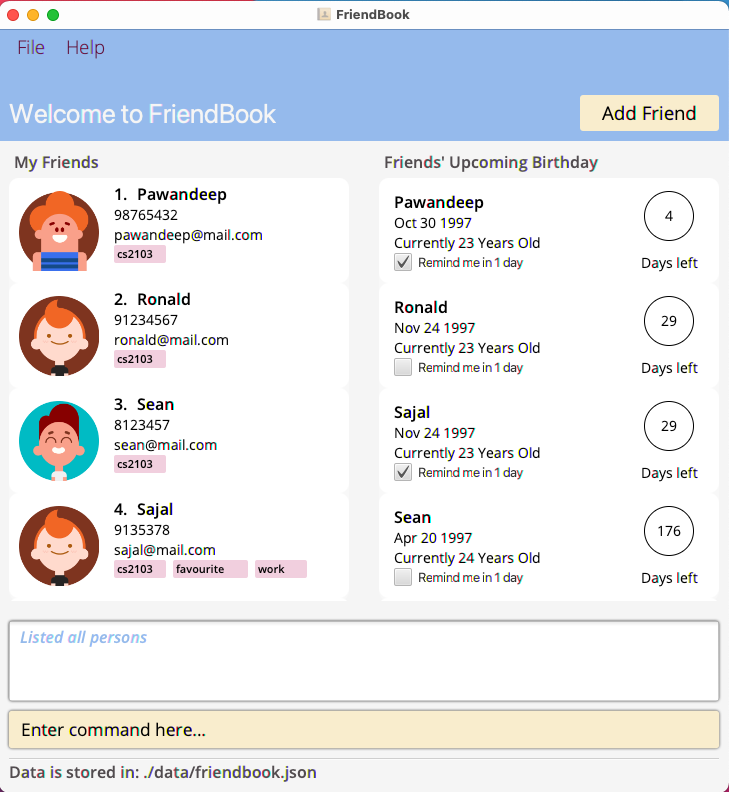 FriendBook
File Help
Welcome to FriendBook
Add Friend
My Friends
1. Pawandeep
98765432
pawandeep@mail.com
cs2103
2. Ronald
91234567
ronald@mail.com
cs2103
3. Sean
8123457
sean@mail.com
cs2103
4. Sajal
9135378
sajal@mail.com
cs2103 favourite work
Friends' Upcoming Birthday
Pawandeep
Oct 30 1997
Currently 23 Years Old
Remind me in 1 day
4
Days left
Ronald
Nov 24 1997
Currently 23 Years Old
Remind me in 1 day
29
Days left
Sajal
Nov 24 1997
Currently 23 Years Old
Remind me in 1 day
29
Days left
Sean
Apr 20 1997
Currently 24 Years Old
Remind me in 1 day
176
Days left
Listed all persons
Enter command here...
Data is stored in: ./data/friendbook.json